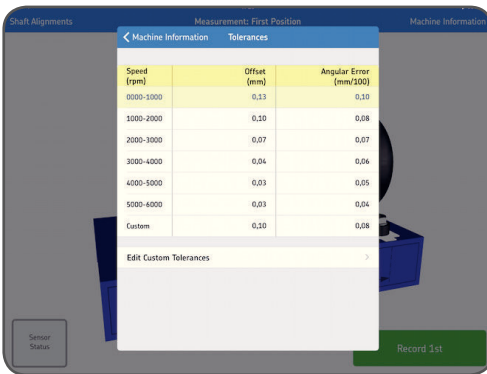 Shaft Alignments Measurement: First Position Machine Information
Machine Information Tolerances
Speed (rpm) Offset (mm) Angular Error (mm/100)
0000-1000 0,13 0,10
1000-2000 0,10 0,08
2000-3000 0,07 0,07
3000-4000 0,04 0,06
4000-5000 0,03 0,05
5000-6000 0,03 0,04
Custom 0,10 0,08
Edit Custom Tolerances
Sensor
Status
Record 1st